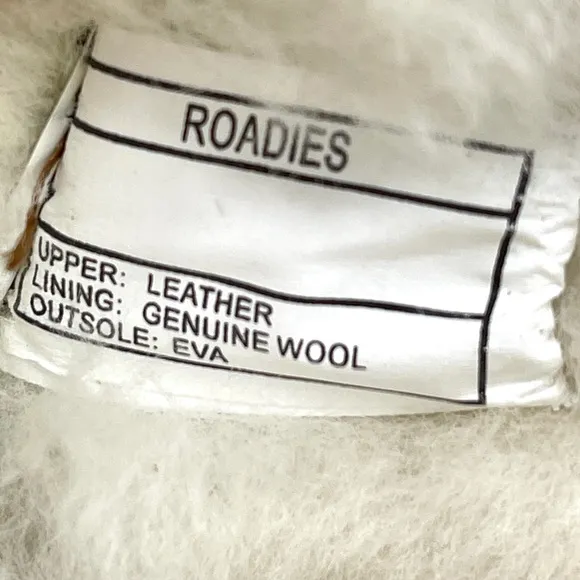 ROADIES
UPPER: LEATHER
LINING: GENUINE WOOL
OUTSOLE: EVA